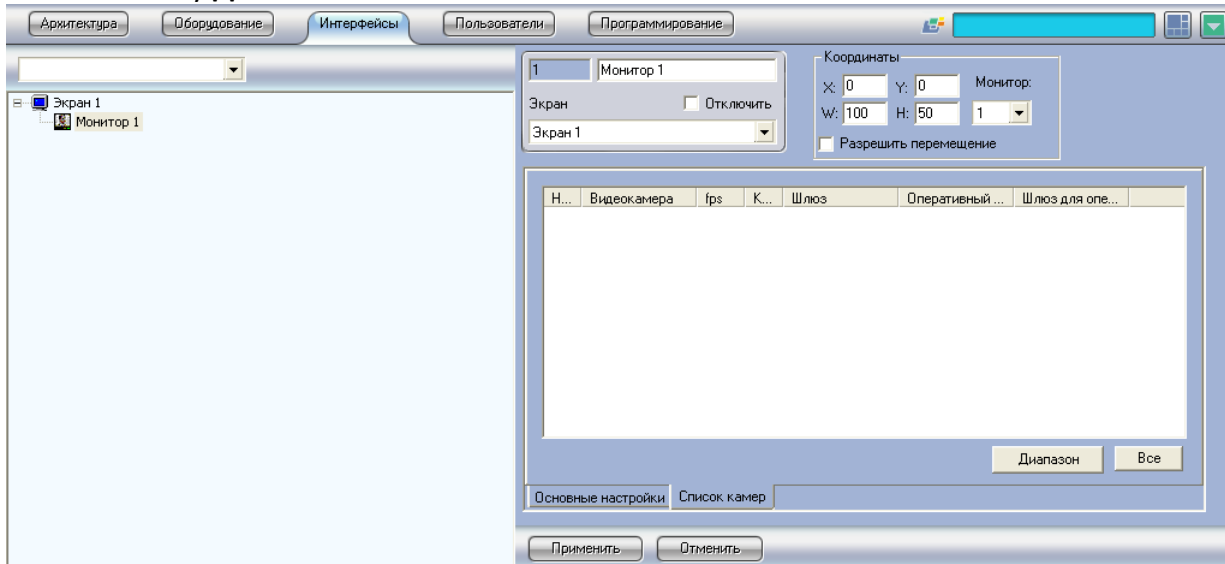 Архитектура Оборудование Интерфейсы Пользователи Программирование
Экран 1
Монитор 1
1 Монитор 1
Экран Отключить
Экран 1
Координаты
X: 0 Y: 0 Монитор:
W: 100 H: 50 1
Разрешить перемещение
Н... Видеокамера fps К... Шлюз Оперативный ... Шлюз для опе...
Диапазон Все
Основные настройки Список камер
Применить Отменить